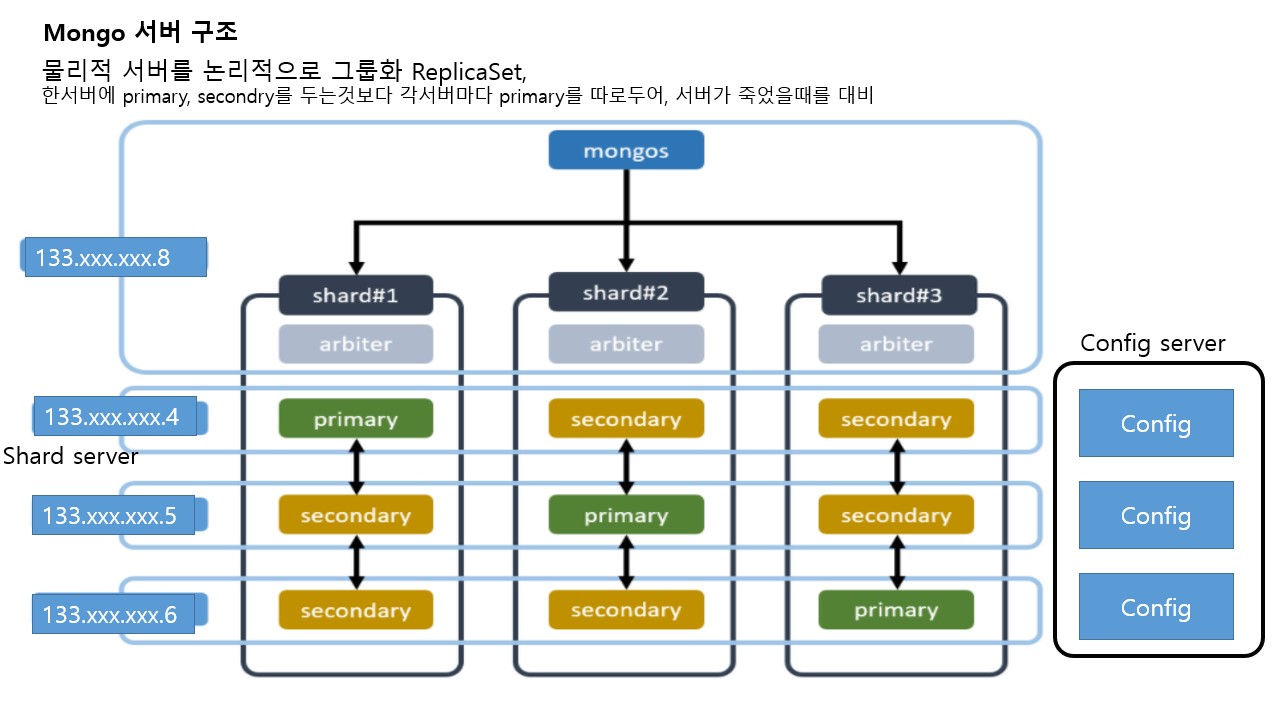 Mongo 서버 구조
물리적 서버를 논리적으로 그룹화 ReplicaSet,
한서버에 primary, secondry를 두는것보다 각서버마다 primary를 따로두어, 서버가 죽었을때를 대비
mongos
133.xxx.xxx.8
shard#1
shard#2
shard#3
arbiter
arbiter
arbiter
Config server
133.xxx.xxx.4
primary
secondary
secondary
Config
Shard server
133.xxx.xxx.5
secondary
primary
secondary
Config
133.xxx.xxx.6
secondary
secondary
primary
Config